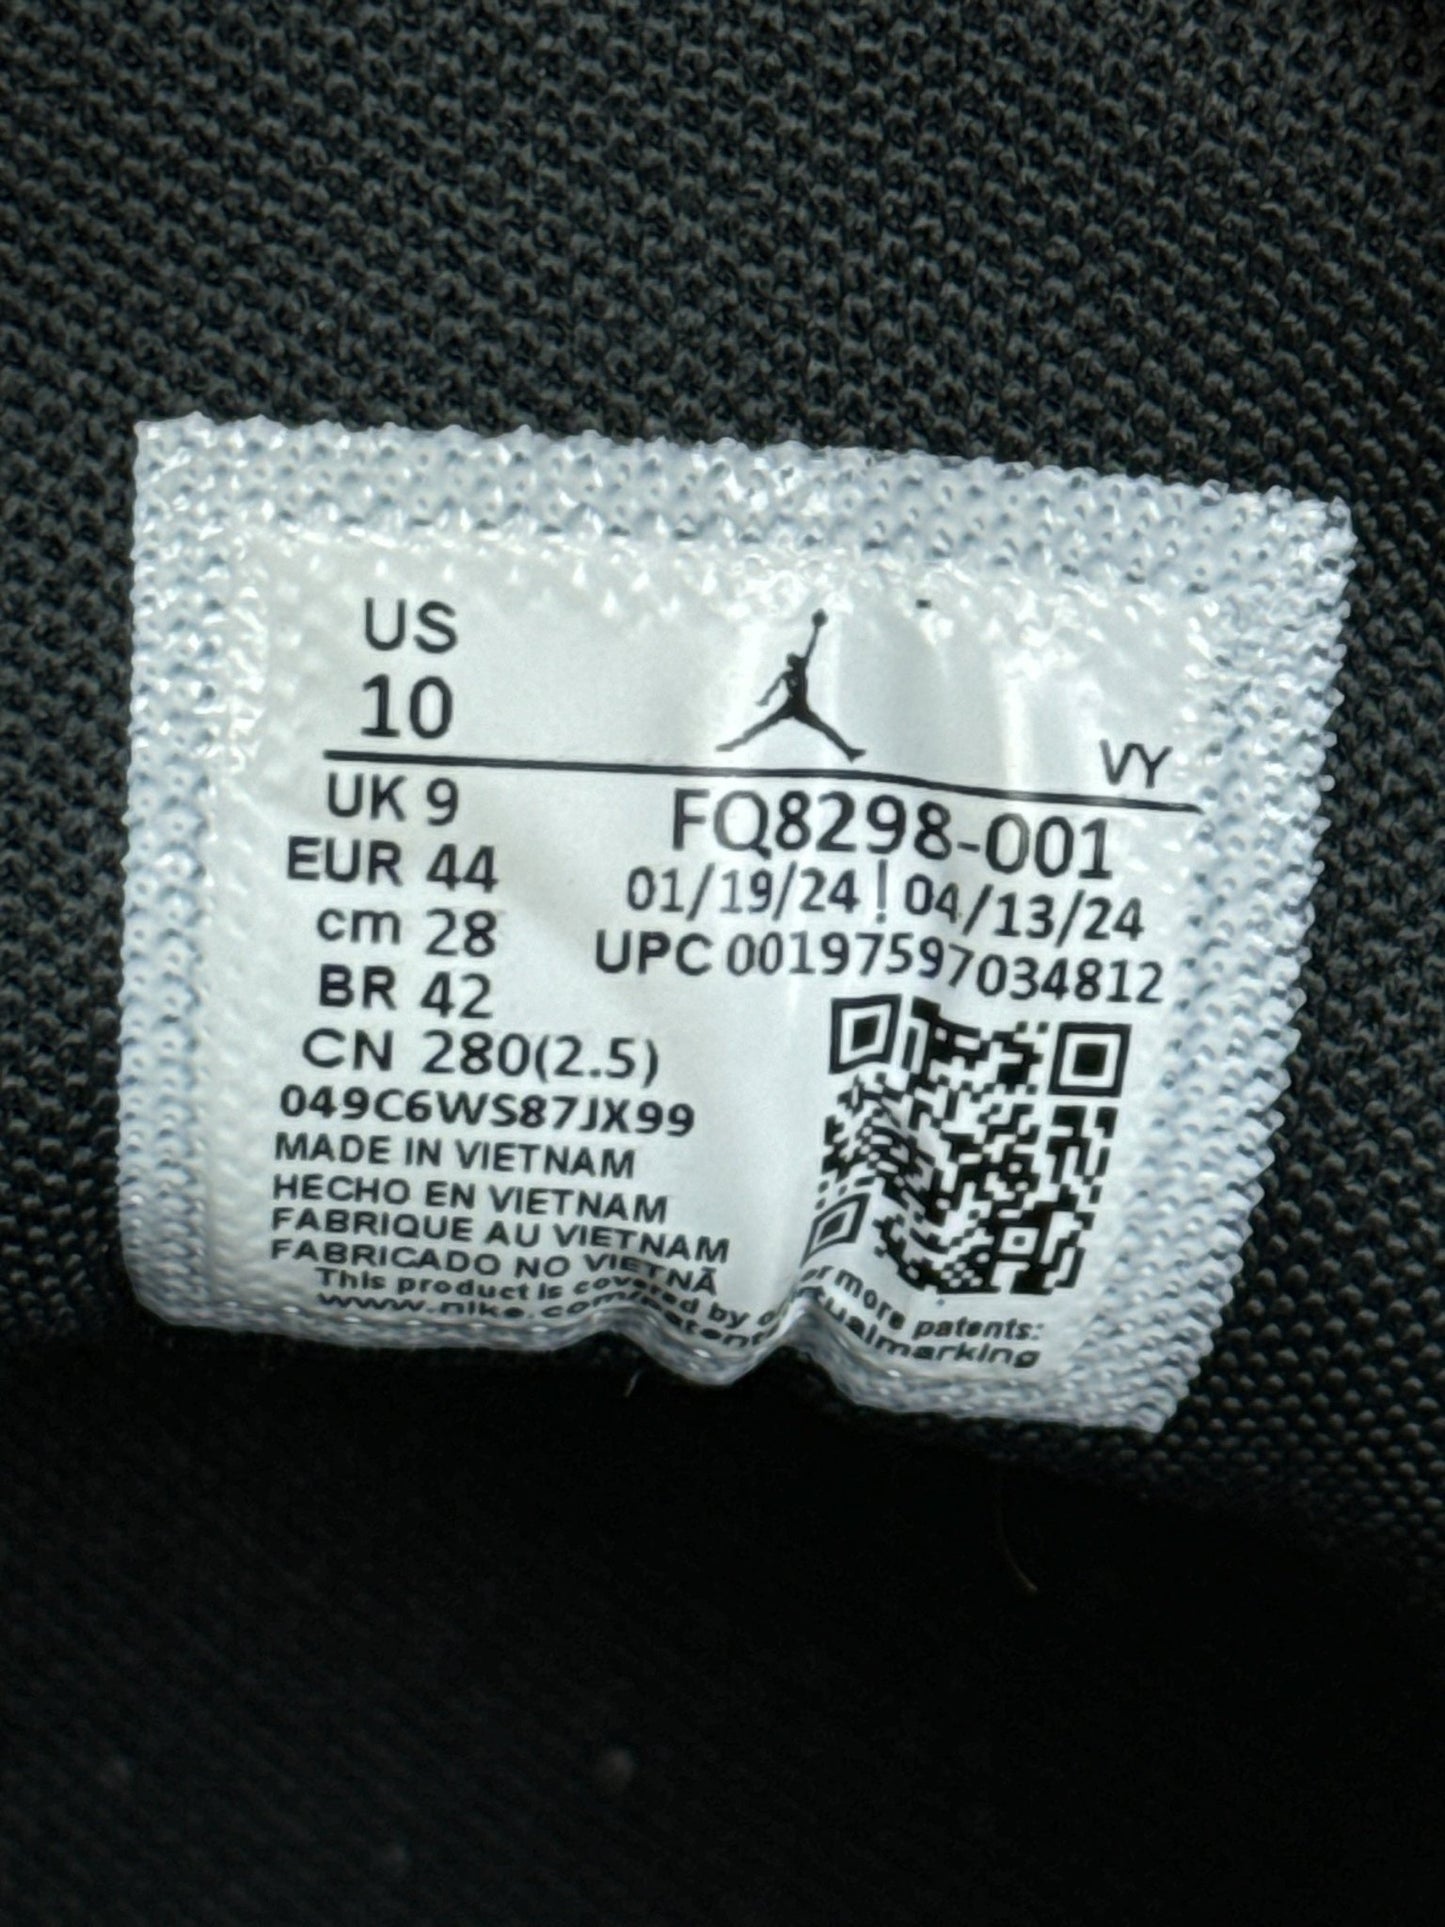 US
10
VY
UK 9
EUR 44
cm 28
BR 42
CN 280(2.5)
FQ8298-001
01/19/24 | 04/13/24
UPC 00197597034812
049C6WS87JX99
MADE IN VIETNAM
HECHO EN VIETNAM
FABRIQUE AU VIETNAM
FABRICADO NO VIETNÃ
This product is covered by more patents:
www.nike.com/patents